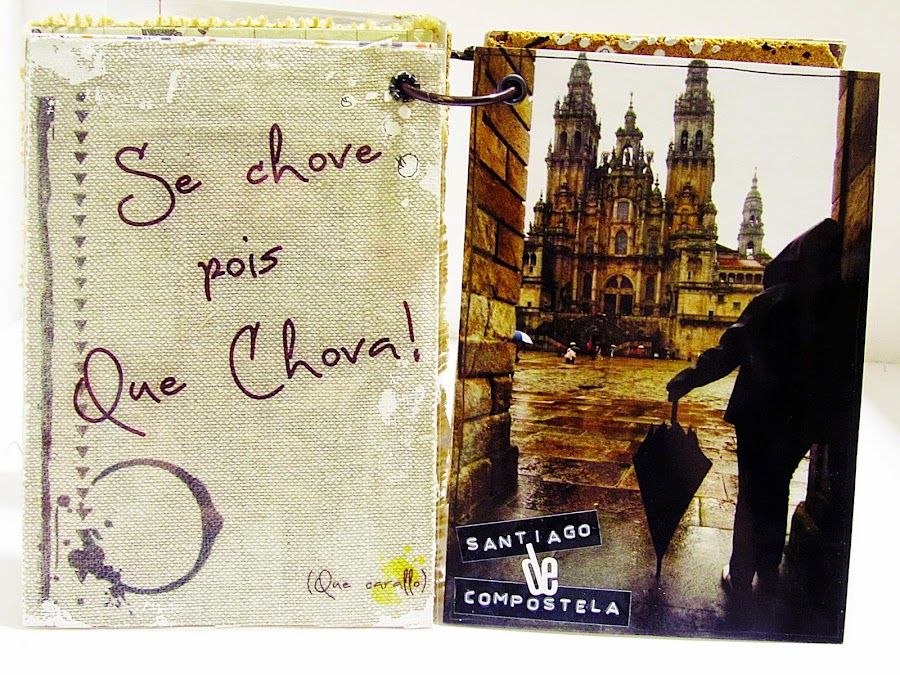 Se chove
pois
Que Chova!
(Que carallo)
SANTIAGO
de
COMPOSTELA